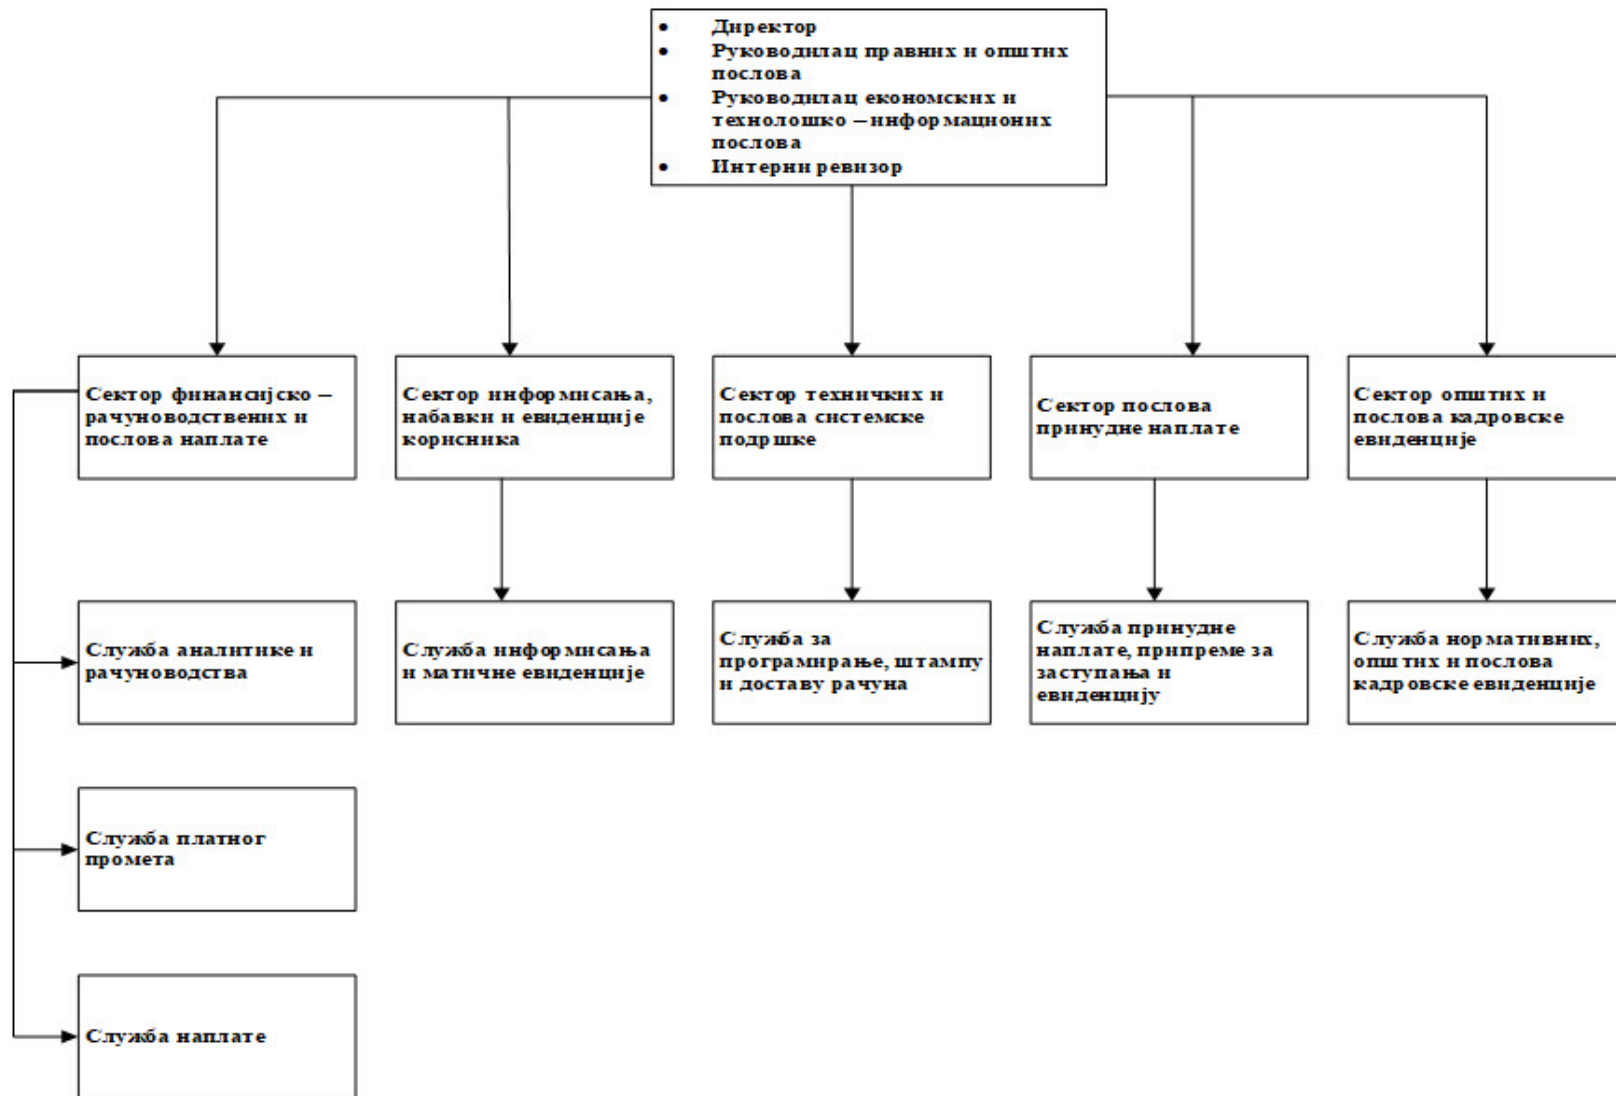 • Директор
• Руководилац правних и општих
послова
• Руководилац економских и
технолошко – информационих
послова
• Интерни ревизор
Сектор финансијско –
рачуноводствених и
послова наплате
Сектор информисања,
набавки и евиденције
корисника
Сектор техничких и
послова системске
подршке
Сектор послова
принудне наплате
Сектор општих и
послова кадровске
евиденције
Служба аналитике и
рачуноводства
Служба информисања
и матичне евиденције
Служба за
програмирање, штампу
и доставу рачуна
Служба принудне
наплате, припреме за
заступања и
евиденцију
Служба нормативних,
општих и послова
кадровске евиденције
Служба платног
промета
Служба наплате